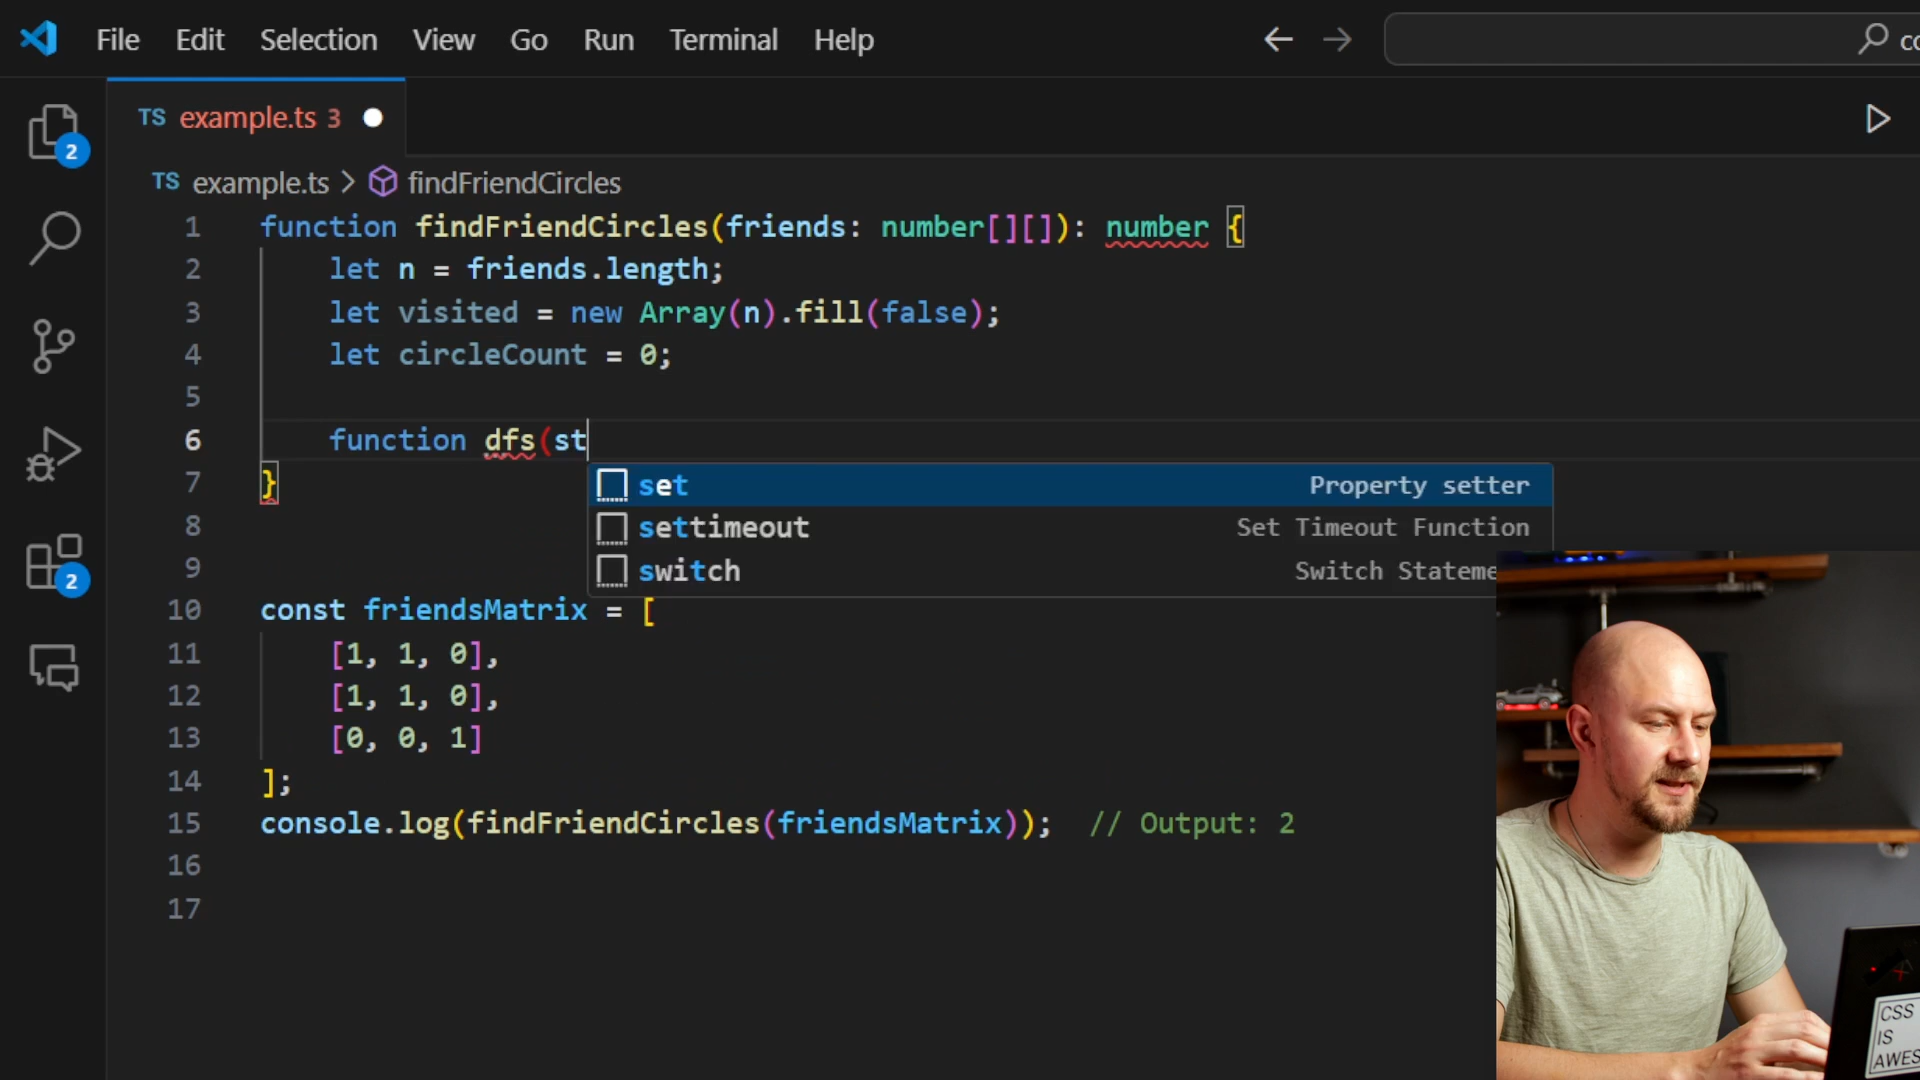 File Edit Selection View Go Run Terminal Help
TS example.ts 3
TS example.ts > findFriendCircles
1 function findFriendCircles(friends: number[][]): number {
2 let n = friends.length;
3 let visited = new Array(n).fill(false);
4 let circleCount = 0;
5
6 function dfs(st
set Property setter
7 }
settimeout Set Timeout Function
8
switch Switch Stateme
9
10 const friendsMatrix = [
11 [1, 1, 0],
12 [1, 1, 0],
13 [0, 0, 1]
14 ];
15 console.log(findFriendCircles(friendsMatrix)); // Output: 2
16
17
2
2
CSS
IS
AWES